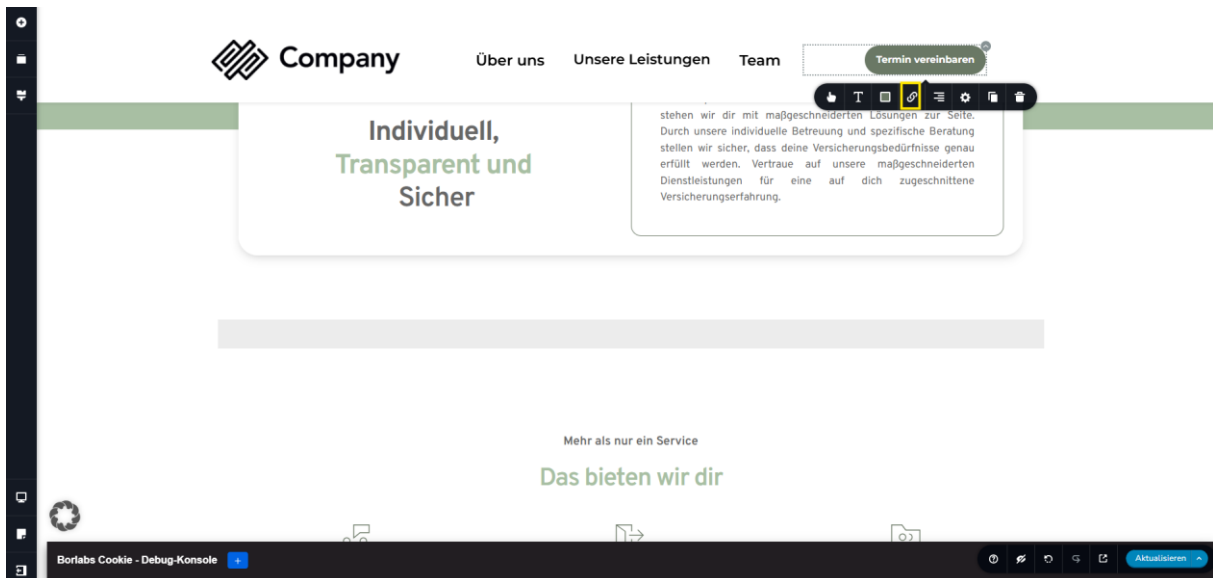 Company
Über uns
Unsere Leistungen
Team
Termin vereinbaren
T
stehen wir dir mit maßgeschneiderten Lösungen zur Seite.
Durch unsere individuelle Betreuung und spezifische Beratung
stellen wir sicher, dass deine Versicherungsbedürfnisse genau
erfüllt werden. Vertraue auf unsere maßgeschneiderten
Dienstleistungen für eine auf dich zugeschnittene
Versicherungserfahrung.
Individuell,
Transparent und
Sicher
Mehr als nur ein Service
Das bieten wir dir
Borlabs Cookie - Debug-Konsole
+
Aktualisieren